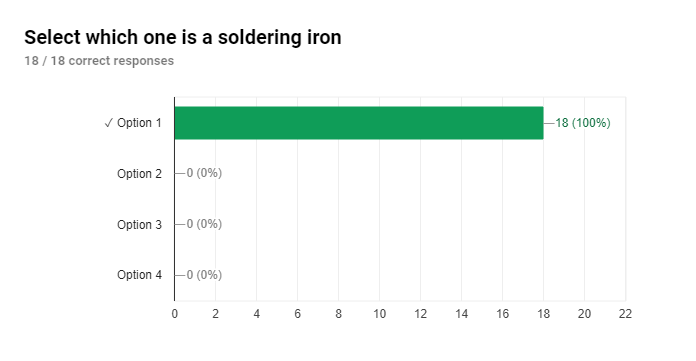 Select which one is a soldering iron
18 / 18 correct responses
✓ Option 1
18 (100%)
Option 2
0 (0%)
Option 3
0 (0%)
Option 4
0 (0%)
0 2 4 6 8 10 12 14 16 18 20 22